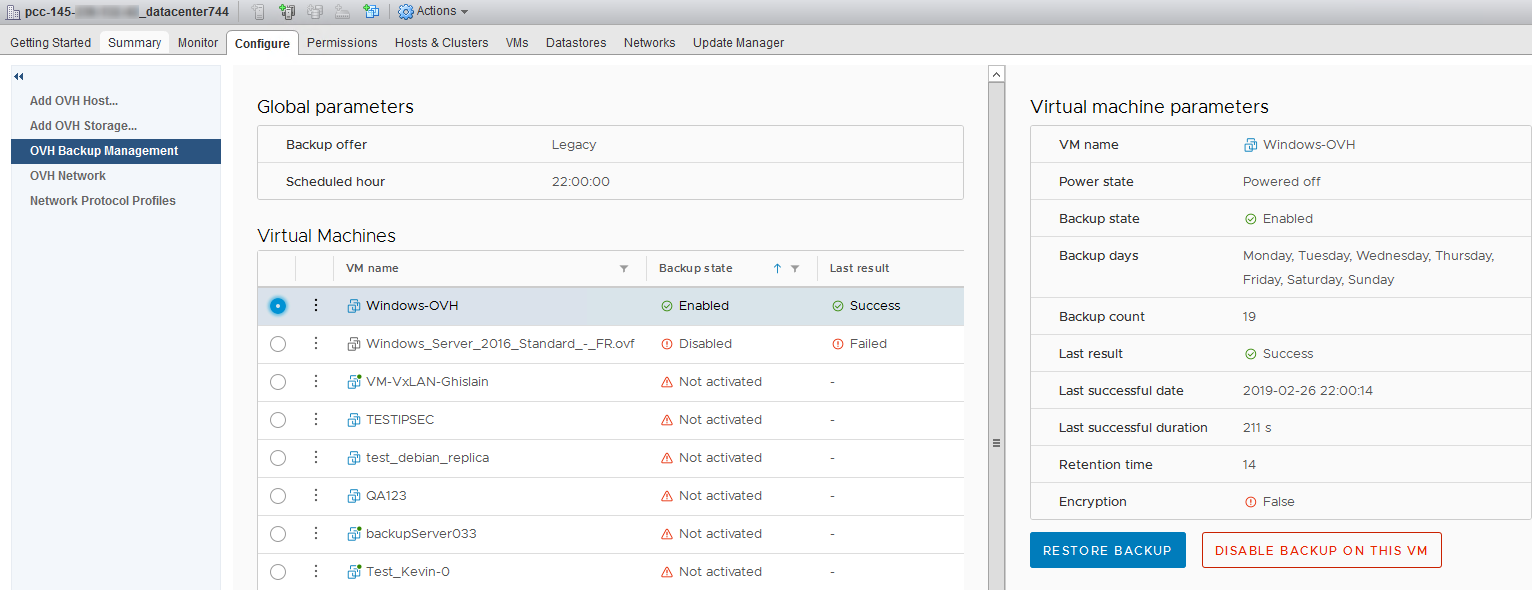 pcc-145- _datacenter744
Actions
Getting Started Summary Monitor Configure Permissions Hosts & Clusters VMs Datastores Networks Update Manager
Add OVH Host...
Add OVH Storage...
OVH Backup Management
OVH Network
Network Protocol Profiles
Global parameters
Backup offer Legacy
Scheduled hour 22:00:00
Virtual Machines
VM name Backup state Last result
Windows-OVH Enabled Success
Windows_Server_2016_Standard_-_FR.ovf Disabled Failed
VM-VxLAN-Ghislain Not activated -
TESTIPSEC Not activated -
test_debian_replica Not activated -
QA123 Not activated -
backupServer033 Not activated -
Test_Kevin-0 Not activated -
Virtual machine parameters
VM name Windows-OVH
Power state Powered off
Backup state Enabled
Backup days Monday, Tuesday, Wednesday, Thursday,
Friday, Saturday, Sunday
Backup count 19
Last result Success
Last successful date 2019-02-26 22:00:14
Last successful duration 211 s
Retention time 14
Encryption False
RESTORE BACKUP DISABLE BACKUP ON THIS VM